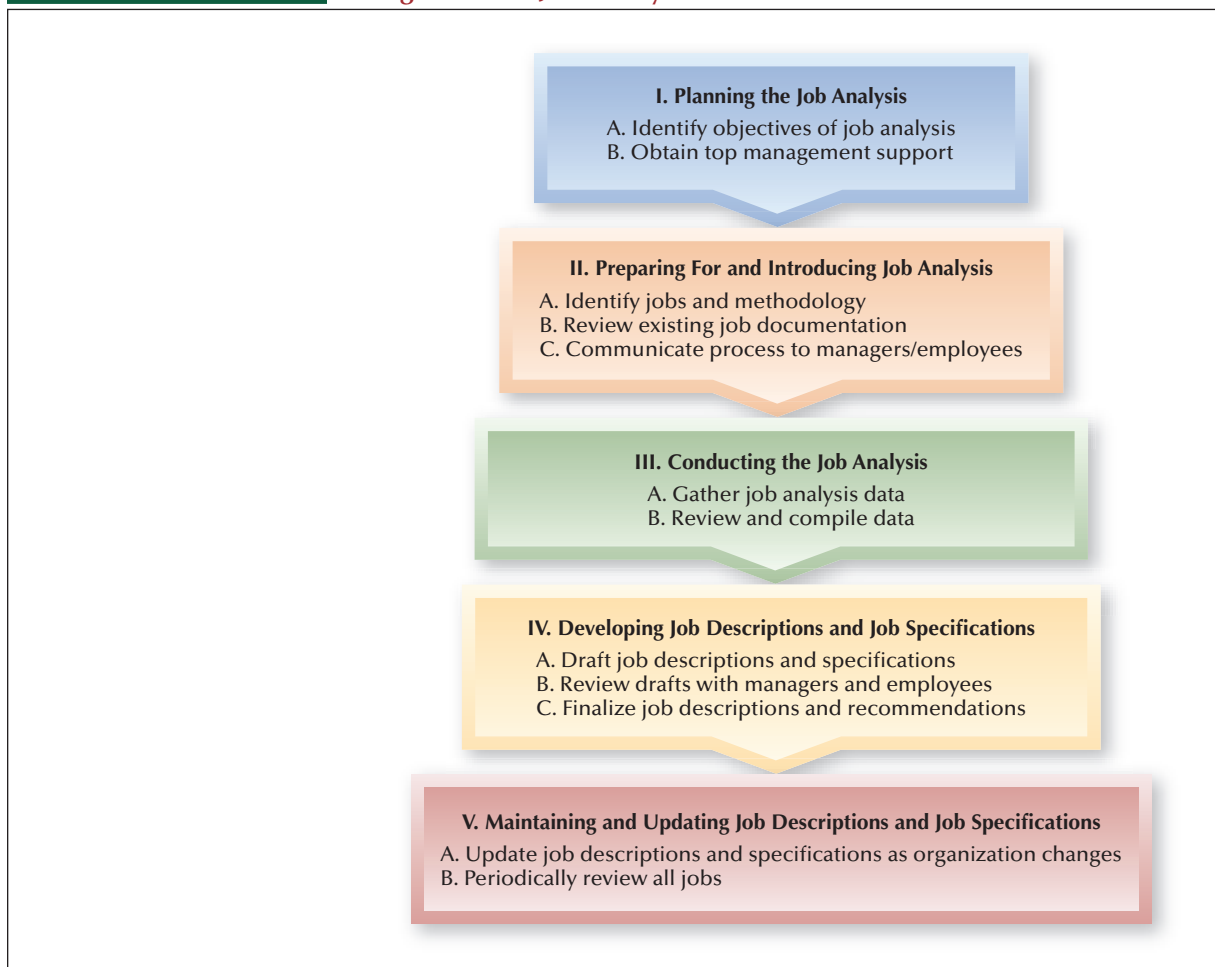 I. Planning the Job Analysis
A. Identify objectives of job analysis
B. Obtain top management support
II. Preparing For and Introducing Job Analysis
A. Identify jobs and methodology
B. Review existing job documentation
C. Communicate process to managers/employees
III. Conducting the Job Analysis
A. Gather job analysis data
B. Review and compile data
IV. Developing Job Descriptions and Job Specifications
A. Draft job descriptions and specifications
B. Review drafts with managers and employees
C. Finalize job descriptions and recommendations
V. Maintaining and Updating Job Descriptions and Job Specifications
A. Update job descriptions and specifications as organization changes
B. Periodically review all jobs